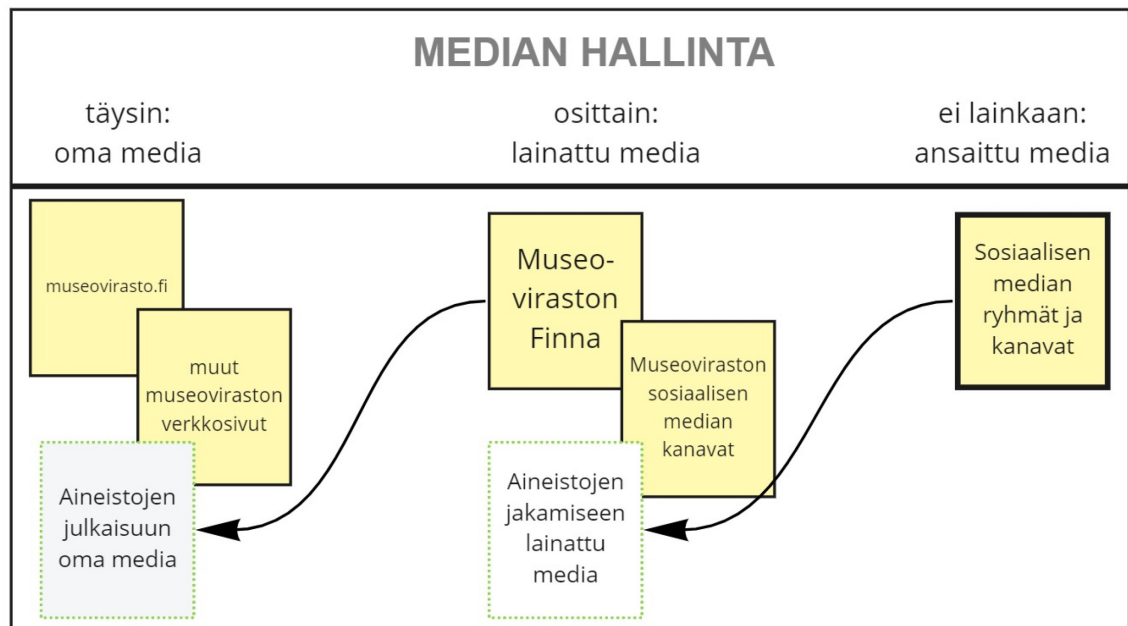 MEDIAN HALLINTA
täysin:
oma media
osittain:
lainattu media
ei lainkaan:
ansaittu media
museovirasto.fi
muut
museoviraston
verkkosivut
Aineistojen
julkaisuun
oma media
Museo-
viraston
Finna
Museoviraston
sosiaalisen
median
kanavat
Aineistojen
jakamiseen
lainattu
media
Sosiaalisen
median
ryhmät ja
kanavat